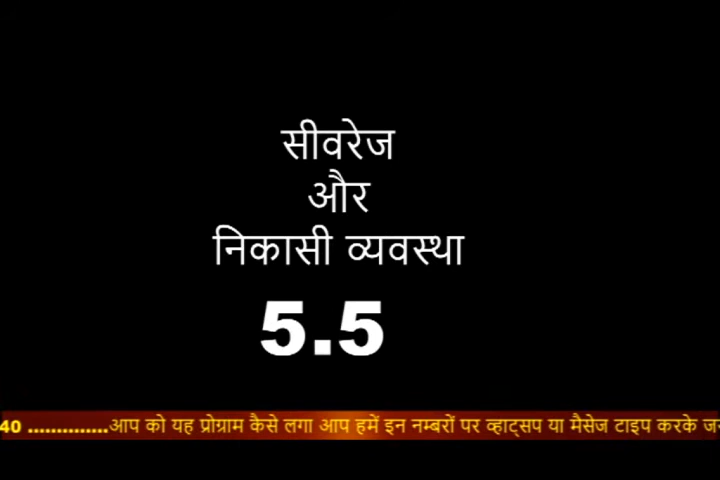 सीवरेज
और
निकासी व्यवस्था
5.5
40 ..............आप को यह प्रोग्राम कैसे लगा आप हमें इन नम्बरों पर व्हाट्सप या मैसेज टाइप करके